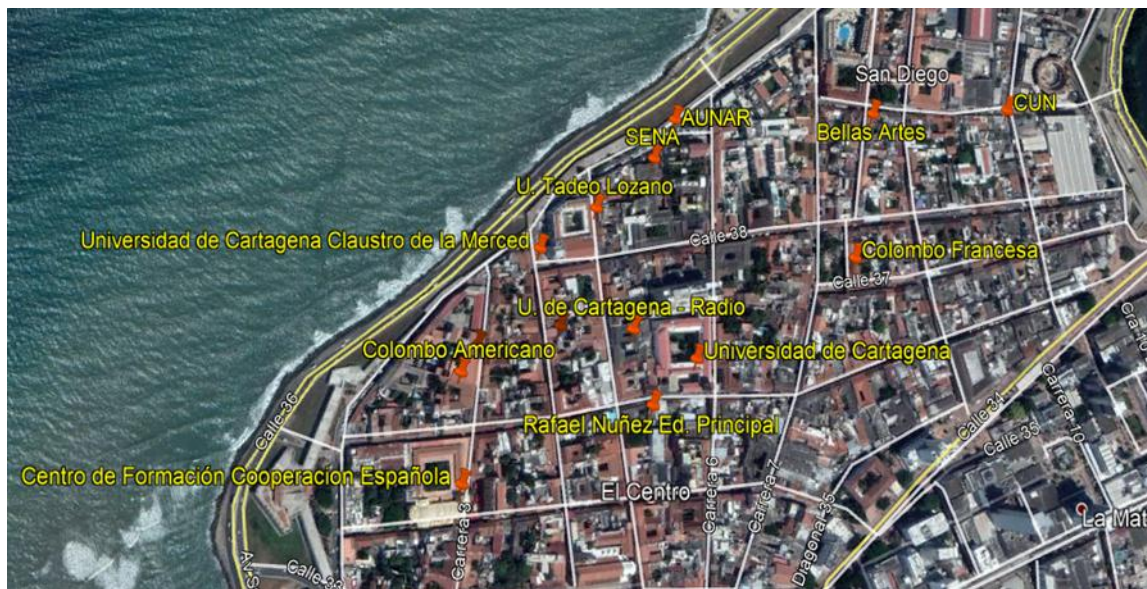 San Diego
AUNAR
CUN
Bellas Artes
SENA
U. Tadeo Lozano
Universidad de Cartagena Claustro de la Merced
Calle 38
Colombo Francesa
Calle 37
U. de Cartagena - Radio
Colombo Americano
Universidad de Cartagena
Calle 36
Rafael Nuñez Ed. Principal
Calle 34
Calle 35
Carrera 10
Centro de Formación Cooperacion Española
El Centro
Carrera 3
Carrera 6
Carrera 7
Diagonal 35
La Mat
Av S
Calle 33